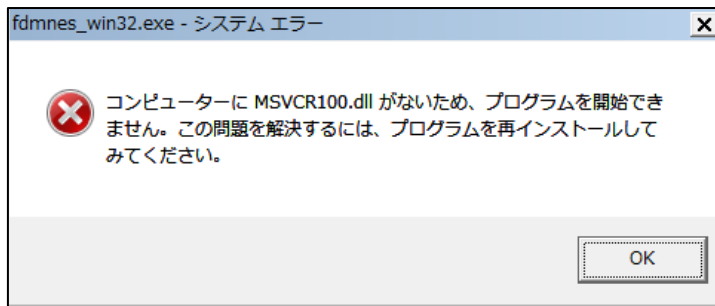 fdmnes_win32.exe - システム エラー
コンピューターに MSVCR100.dll がないため、プログラムを開始でき
ません。この問題を解決するには、プログラムを再インストールして
みてください。
OK